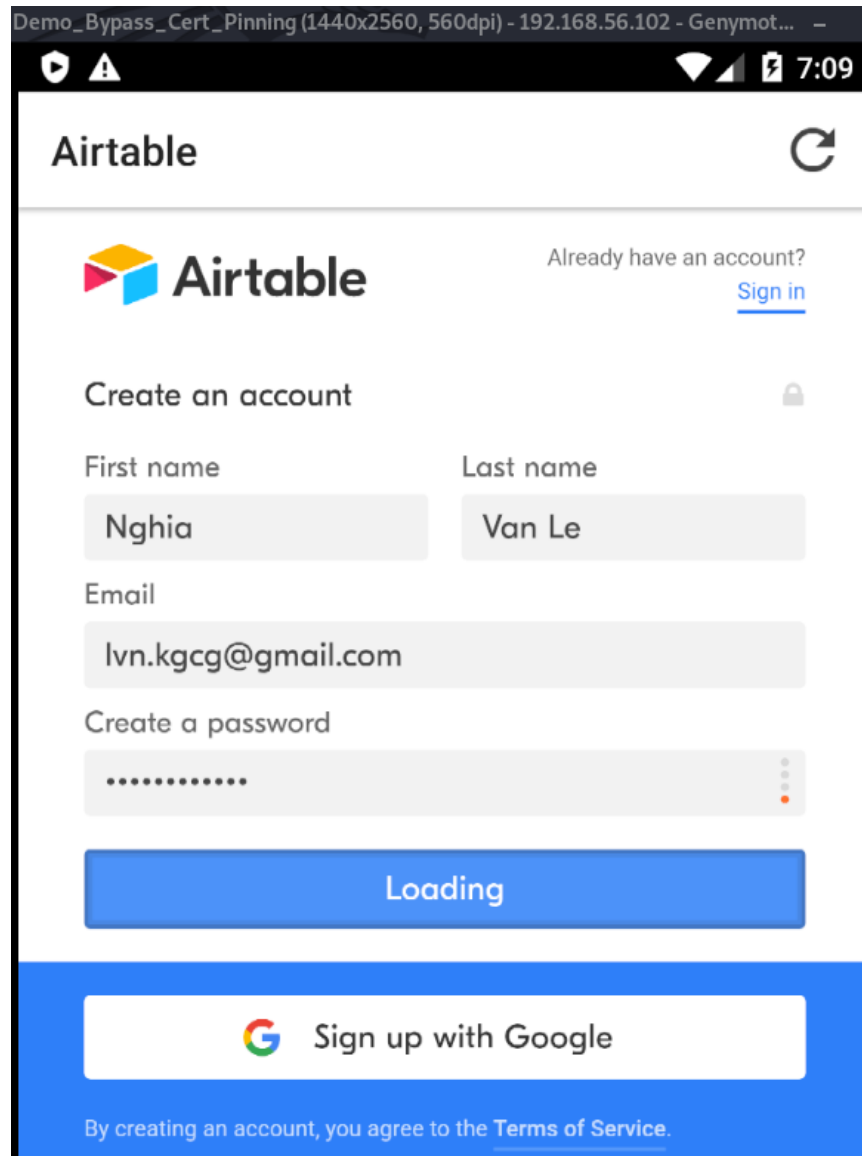 Demo_Bypass_Cert_Pinning (1440x2560, 560dpi) - 192.168.56.102 - Genymot...
7:09
Airtable
Airtable
Already have an account?
Sign in
Create an account
First name Last name
Nghia Van Le
Email
lvn.kgcg@gmail.com
Create a password
••••••••••••
Loading
Sign up with Google
By creating an account, you agree to the Terms of Service.